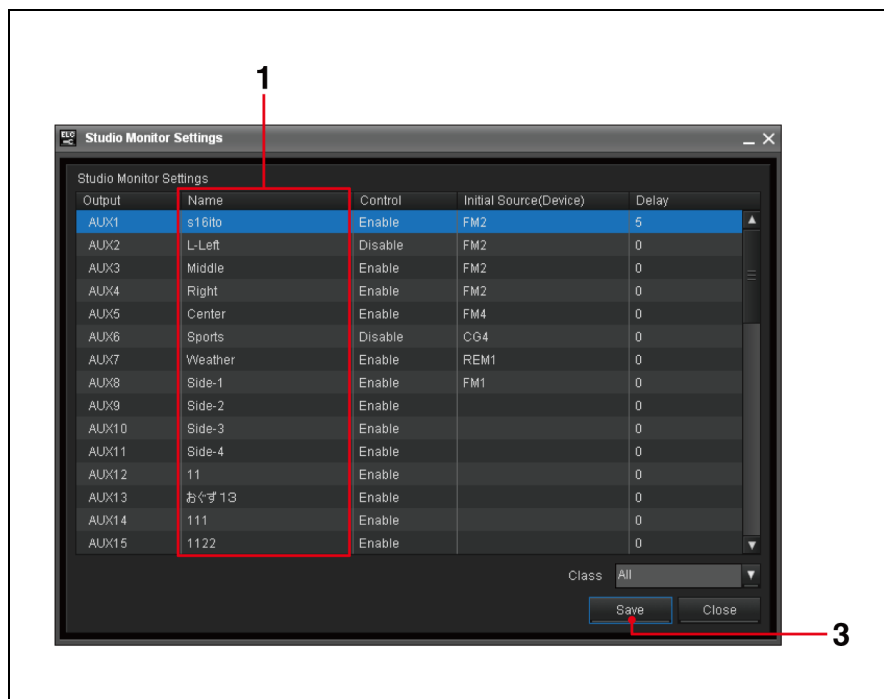 1
ELC
Studio Monitor Settings
Studio Monitor Settings
Output Name Control Initial Source(Device) Delay
AUX1 s16ito Enable FM2 5
AUX2 L-Left Disable FM2 0
AUX3 Middle Enable FM2 0
AUX4 Right Enable FM2 0
AUX5 Center Enable FM4 0
AUX6 Sports Disable CG4 0
AUX7 Weather Enable REM1 0
AUX8 Side-1 Enable FM1 0
AUX9 Side-2 Enable 0
AUX10 Side-3 Enable 0
AUX11 Side-4 Enable 0
AUX12 11 Enable 0
AUX13 おぐず13 Enable 0
AUX14 111 Enable 0
AUX15 1122 Enable 0
Class All
Save Close
3